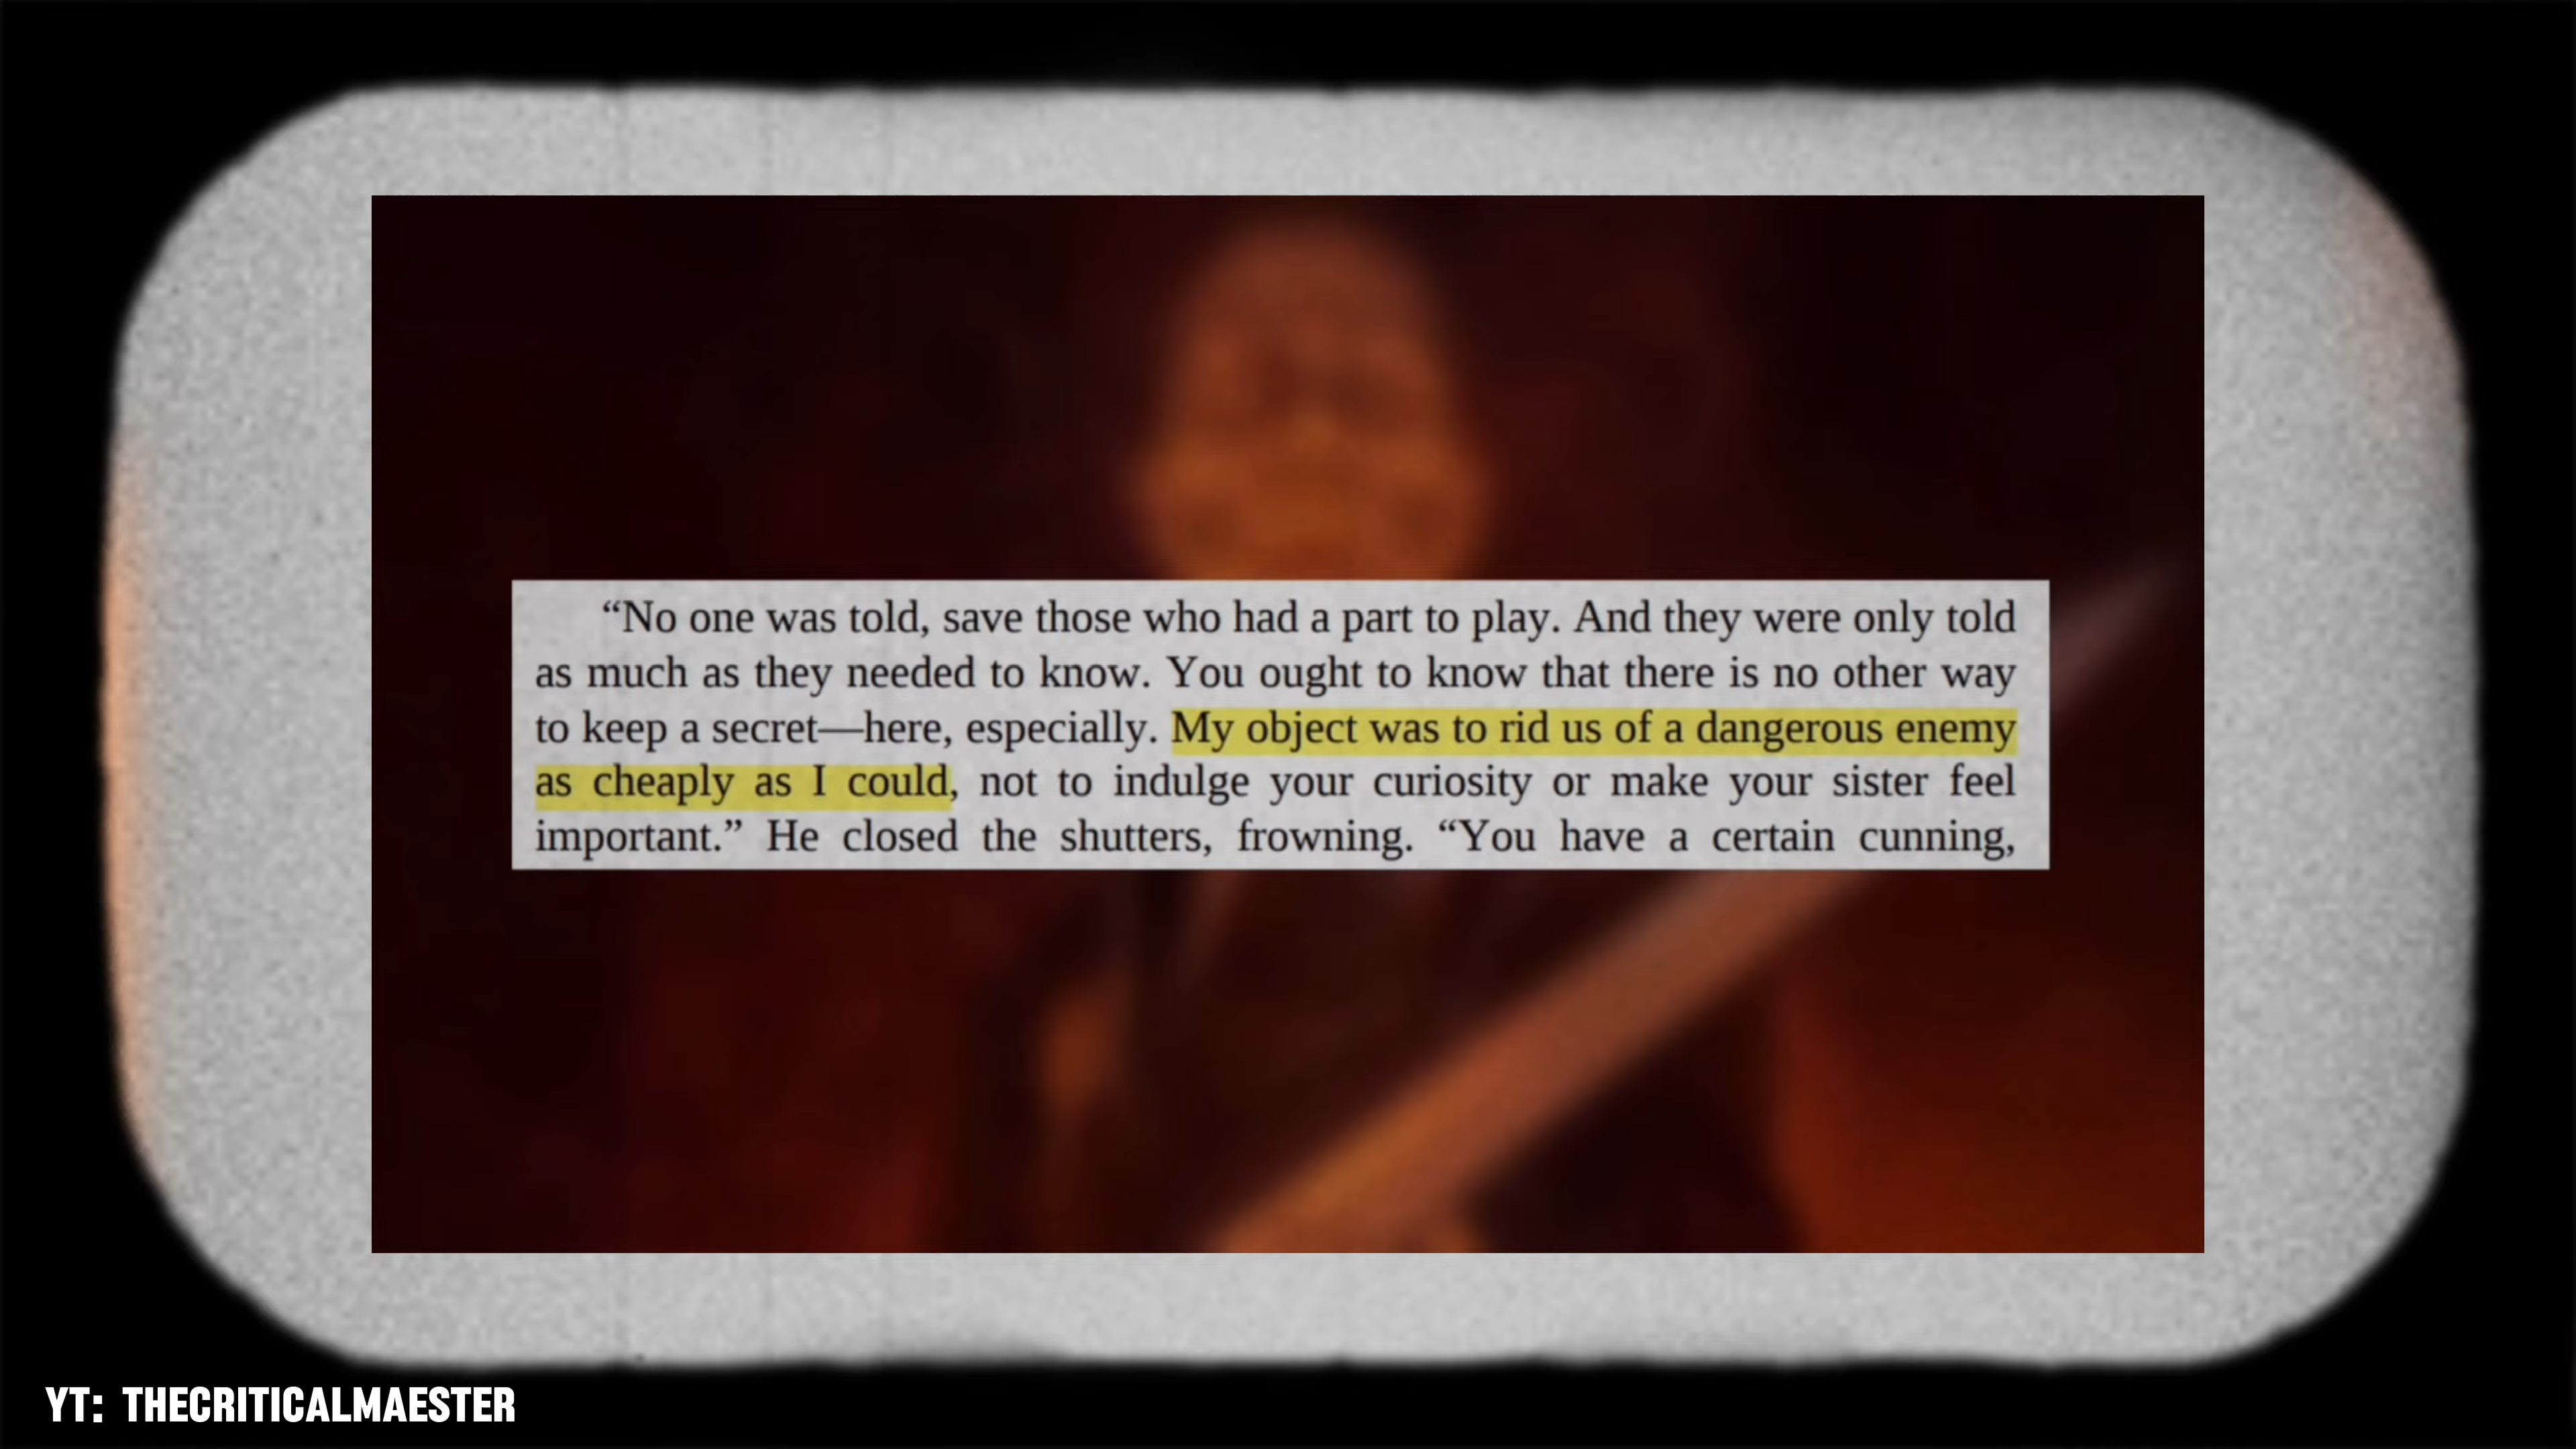 “No one was told, save those who had a part to play. And they were only told
as much as they needed to know. You ought to know that there is no other way
to keep a secret—here, especially. My object was to rid us of a dangerous enemy
as cheaply as I could, not to indulge your curiosity or make your sister feel
important.” He closed the shutters, frowning. “You have a certain cunning,
YT: THECRITICALMAESTER